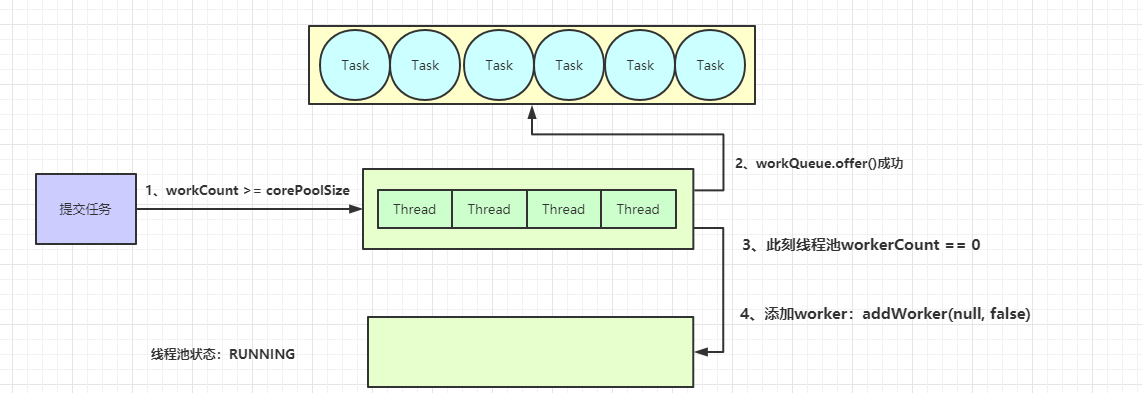 Task Task Task Task Task Task
2、workQueue.offer()成功
1、workCount >= corePoolSize
提交任务
Thread Thread Thread Thread
3、此刻线程池workerCount == 0
4、添加worker：addWorker(null, false)
线程池状态：RUNNING